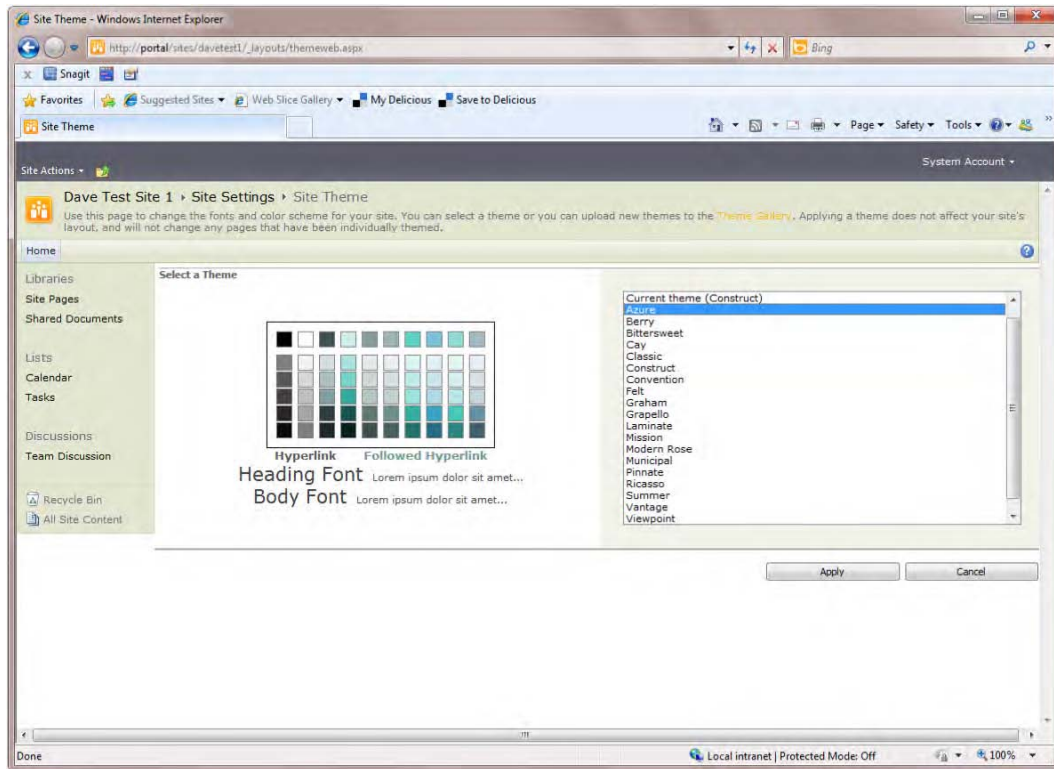 Site Theme - Windows Internet Explorer
http://portal/sites/davetest1/_layouts/themeweb.aspx
Bing
x Snagit
Favorites Suggested Sites Web Slice Gallery My Delicious Save to Delicious
Site Theme
Page Safety Tools
Site Actions
System Account
Dave Test Site 1 Site Settings Site Theme
Use this page to change the fonts and color scheme for your site. You can select a theme or you can upload new themes to the Theme Gallery. Applying a theme does not affect your site's
layout, and will not change any pages that have been individually themed.
Home
Libraries
Site Pages
Shared Documents
Lists
Calendar
Tasks
Discussions
Team Discussion
Recycle Bin
All Site Content
Select a Theme
Hyperlink Followed Hyperlink
Heading Font Lorem ipsum dolor sit amet...
Body Font Lorem ipsum dolor sit amet...
Current theme (Construct)
Azure
Berry
Bittersweet
Cay
Classic
Construct
Convention
Felt
Graham
Grapello
Laminate
Mission
Modern Rose
Municipal
Pinnate
Ricasso
Summer
Vantage
Viewpoint
Apply Cancel
Done
Local intranet | Protected Mode: Off
100%